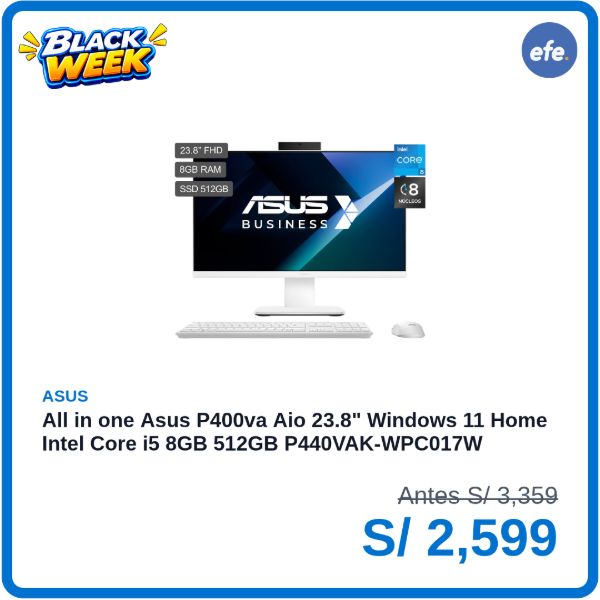 BLACK
WEEK
efe.
23.8" FHD
8GB RAM
SSD 512GB
intel
CORE
i5
8
NÚCLEOS
ASUS
BUSINESS
ASUS
All in one Asus P400va Aio 23.8" Windows 11 Home
Intel Core i5 8GB 512GB P440VAK-WPC017W
Antes S/ 3,359
S/ 2,599